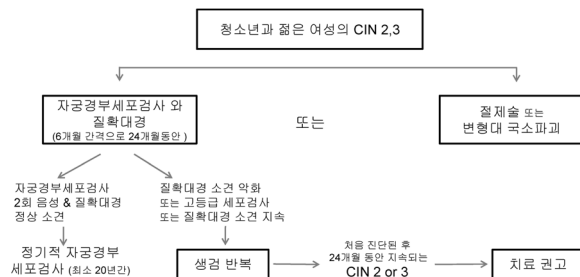 청소년과 젊은 여성의 CIN 2,3
자궁경부세포검사 와
질확대경
(6개월 간격으로 24개월동안 )
또는
절제술 또는
변형대 국소파괴
자궁경부세포검사
2회 음성 & 질확대경
정상 소견
질확대경 소견 악화
또는 고등급 세포검사
또는 질확대경 소견 지속
정기적 자궁경부
세포검사 (최소 20년간)
생검 반복
처음 진단된 후
24개월 동안 지속되는
CIN 2 or 3
치료 권고